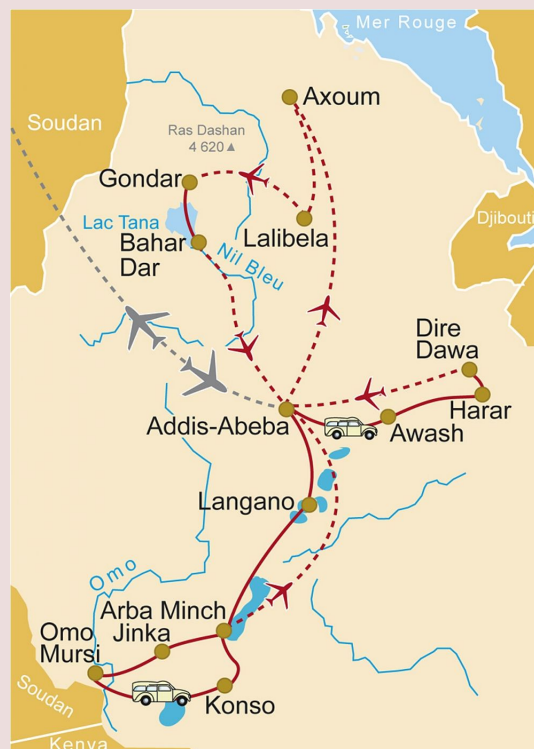 Mer Rouge
Axoum
Soudan
Ras Dashan
4 620
Gondar
Lac Tana
Lalibela
Djibouti
Bahar
Dar
Nil Bleu
Dire
Dawa
Harar
Addis-Abeba
Awash
Langano
Omo
Arba Minch
Jinka
Omo
Mursi
Soudan
Konso
Kenya